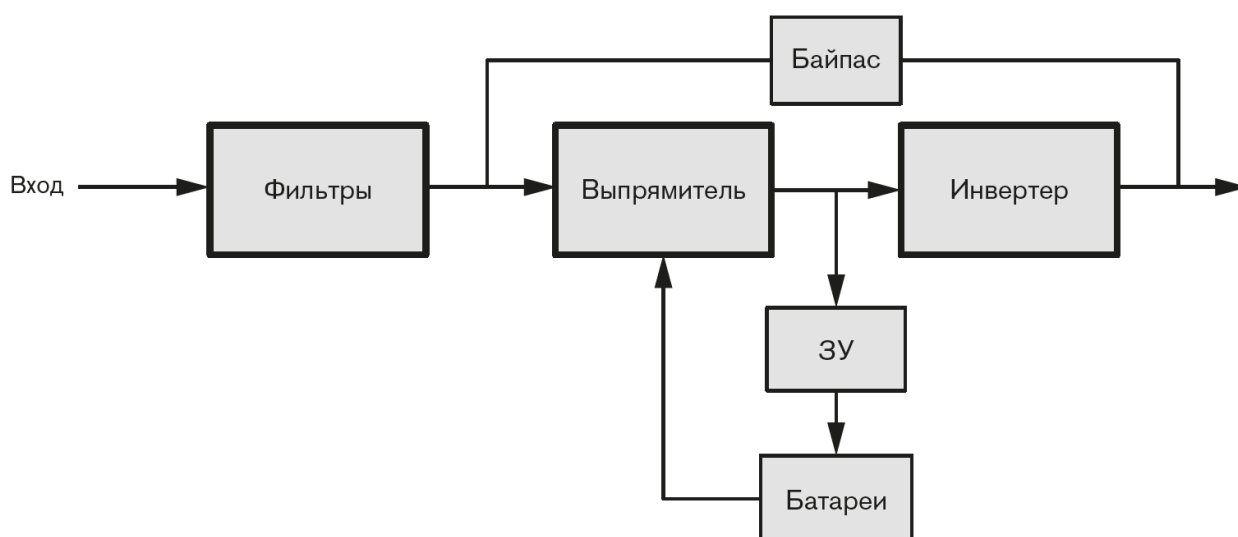 Байпас
Вход
Фильтры
Выпрямитель
Инвертер
ЗУ
Батареи